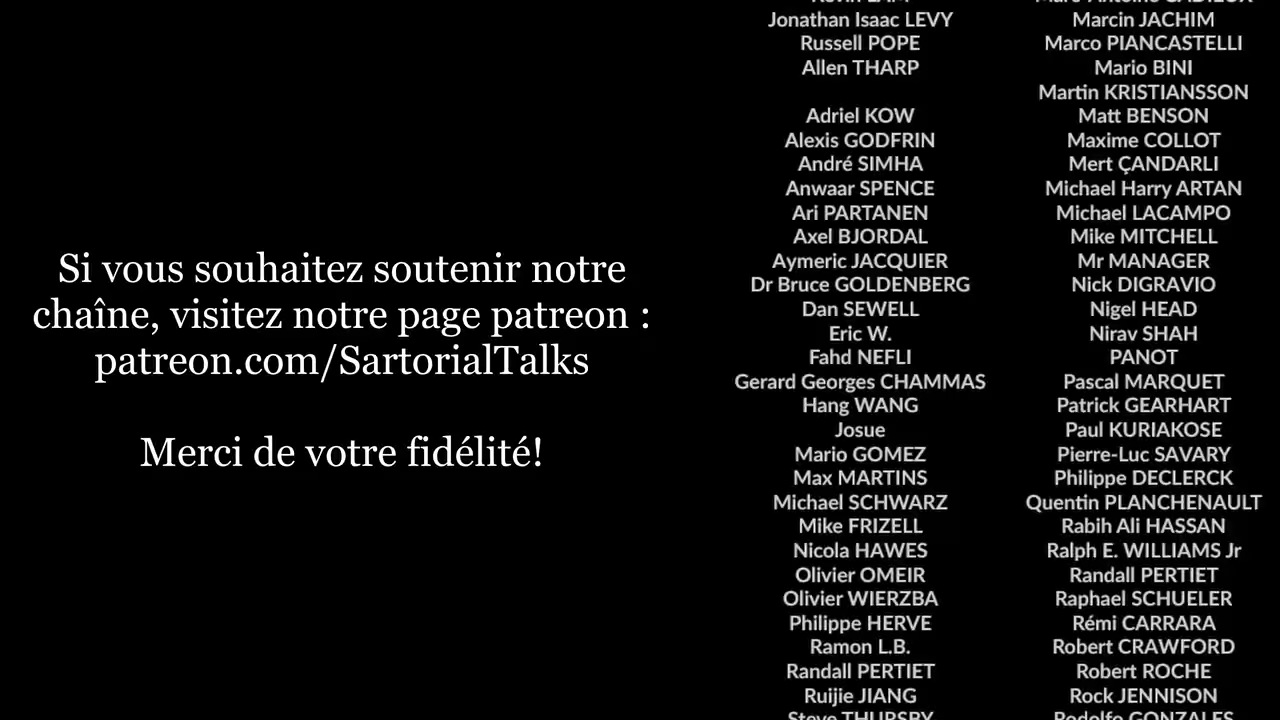 Si vous souhaitez soutenir notre
chaîne, visitez notre page patreon :
patreon.com/SartorialTalks
Merci de votre fidélité!
Jonathan Isaac LEVY
Russell POPE
Allen THARP
Adriel KOW
Alexis GODFRIN
André SIMHA
Anwaar SPENCE
Ari PARTANEN
Axel BJORDAL
Aymeric JACQUIER
Dr Bruce GOLDENBERG
Dan SEWELL
Eric W.
Fahd NEFLI
Gerard Georges CHAMMAS
Hang WANG
Josue
Mario GOMEZ
Max MARTINS
Michael SCHWARZ
Mike FRIZELL
Nicola HAWES
Olivier OMEIR
Olivier WIERZBA
Philippe HERVE
Ramon L.B.
Randall PERTIET
Ruijie JIANG
Steve THURSBY
Marcin JACHIM
Marco PIANCASTELLI
Mario BINI
Martin KRISTIANSSON
Matt BENSON
Maxime COLLOT
Mert ÇANDARLI
Michael Harry ARTAN
Michael LACAMPO
Mike MITCHELL
Mr MANAGER
Nick DIGRAVIO
Nigel HEAD
Nirav SHAH
PANOT
Pascal MARQUET
Patrick GEARHART
Paul KURIAKOSE
Pierre-Luc SAVARY
Philippe DECLERCK
Quentin PLANCHENAULT
Rabih Ali HASSAN
Ralph E. WILLIAMS Jr
Randall PERTIET
Raphael SCHUELER
Rémi CARRARA
Robert CRAWFORD
Robert ROCHE
Rock JENNISON
Rodolfo GONZALES